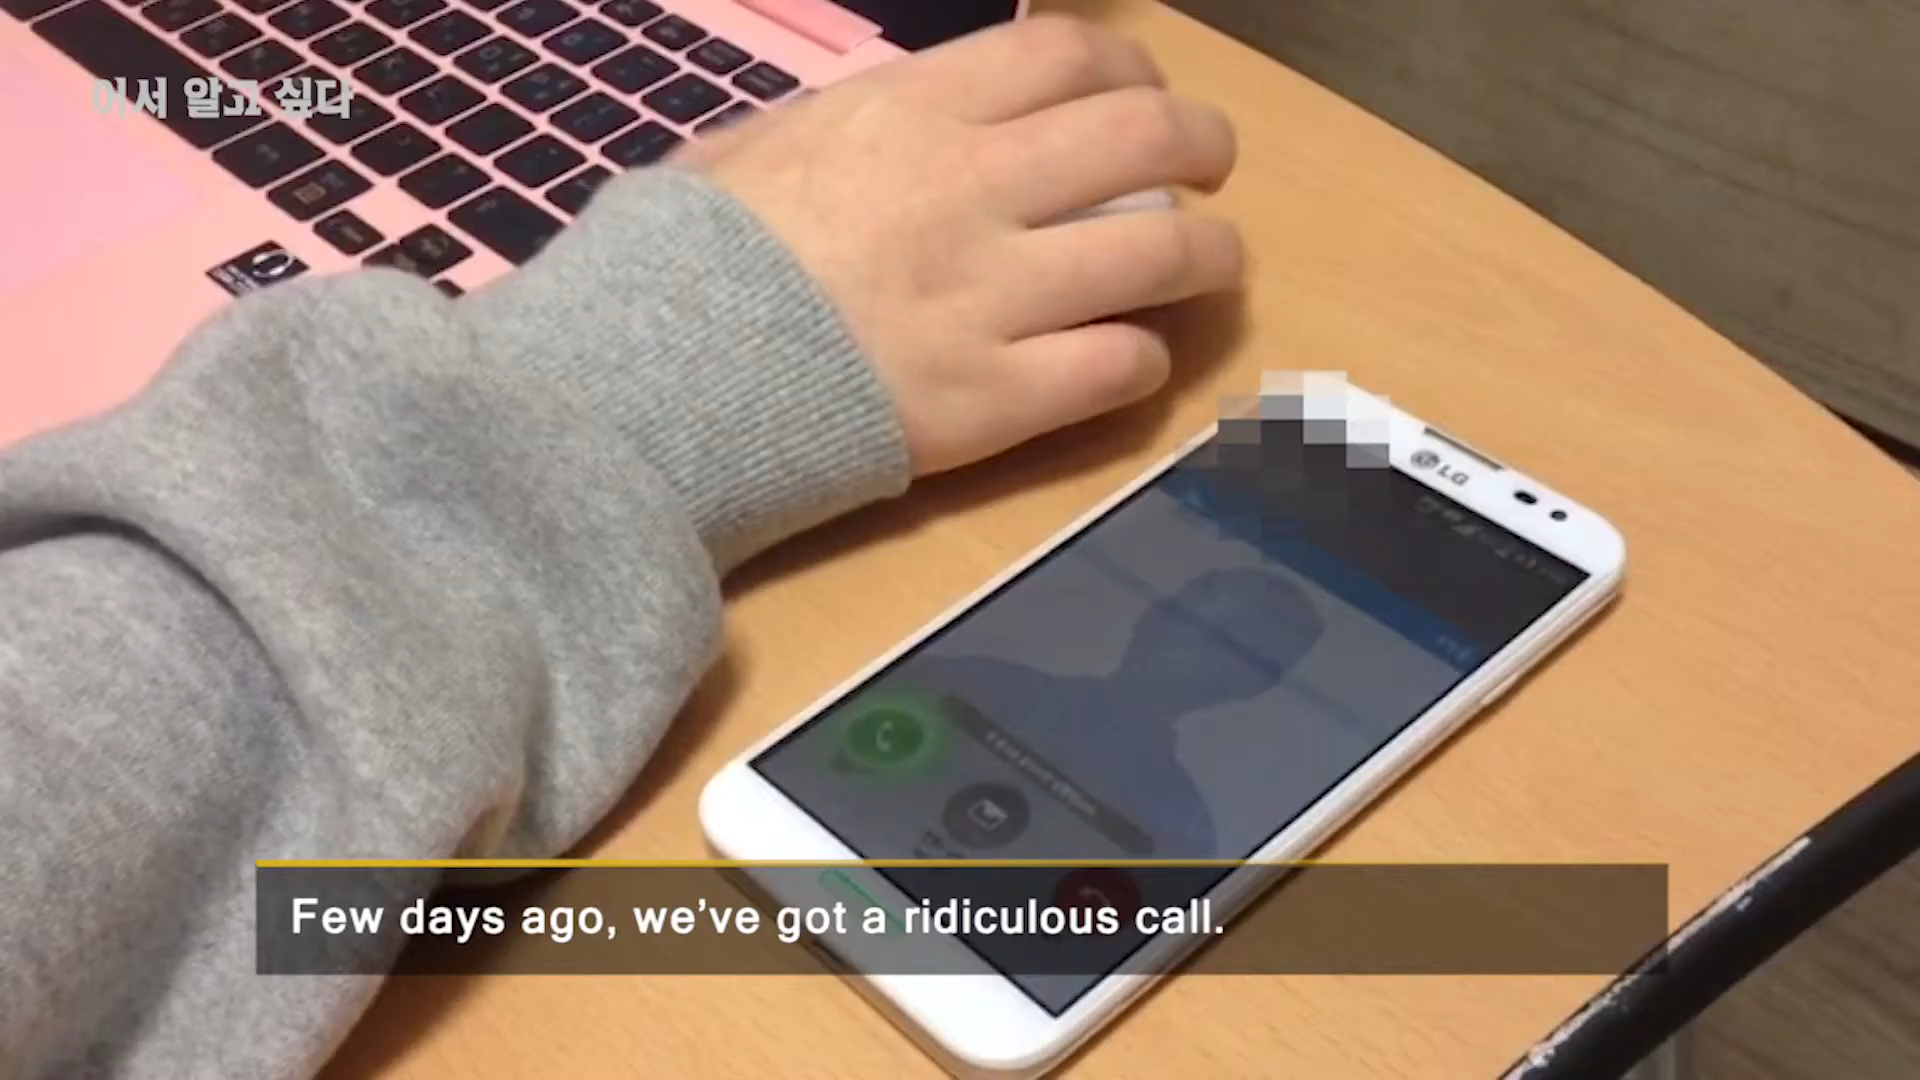 어서 알고 싶다
LG
Few days ago, we’ve got a ridiculous call.